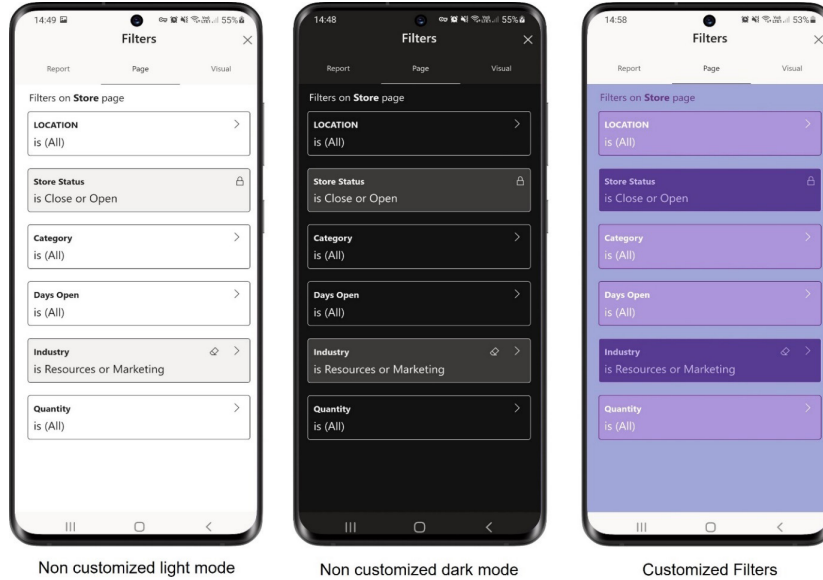 14:49 55%
Filters
Report Page Visual
Filters on Store page
LOCATION
is (All)
Store Status
is Close or Open
Category
is (All)
Days Open
is (All)
Industry
is Resources or Marketing
Quantity
is (All)
Non customized light mode
14:48 55%
Filters
Report Page Visual
Filters on Store page
LOCATION
is (All)
Store Status
is Close or Open
Category
is (All)
Days Open
is (All)
Industry
is Resources or Marketing
Quantity
is (All)
Non customized dark mode
14:58 53%
Filters
Report Page Visual
Filters on Store page
LOCATION
is (All)
Store Status
is Close or Open
Category
is (All)
Days Open
is (All)
Industry
is Resources or Marketing
Quantity
is (All)
Customized Filters